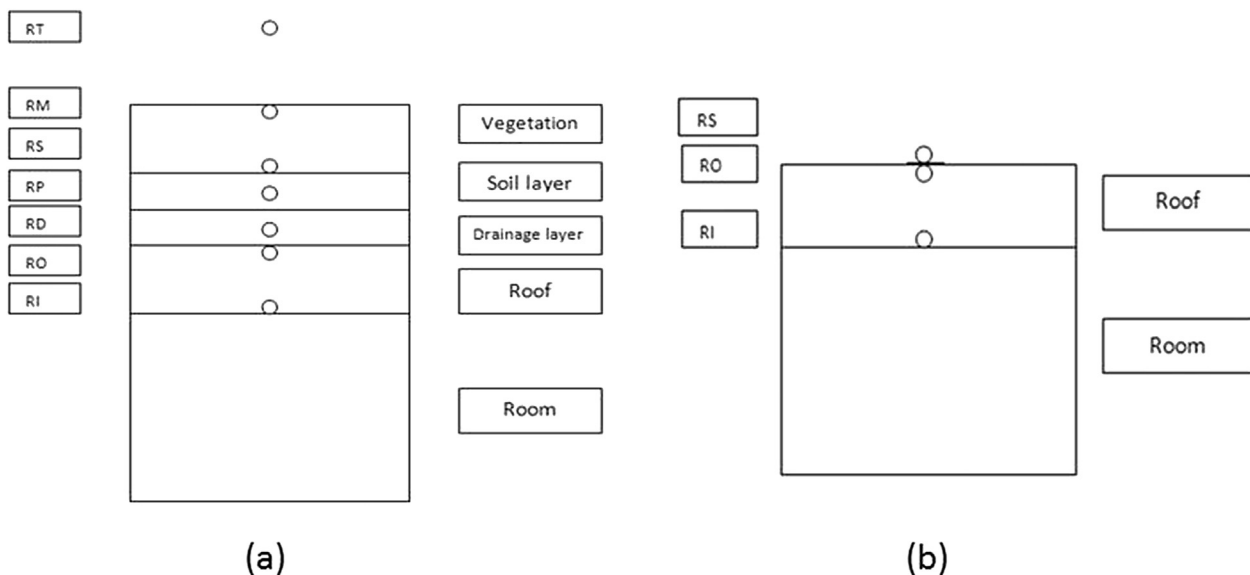 RT
RM
RS
RP
RD
RO
RI
Vegetation
Soil layer
Drainage layer
Roof
Room
(a)
RS
RO
RI
Roof
Room
(b)